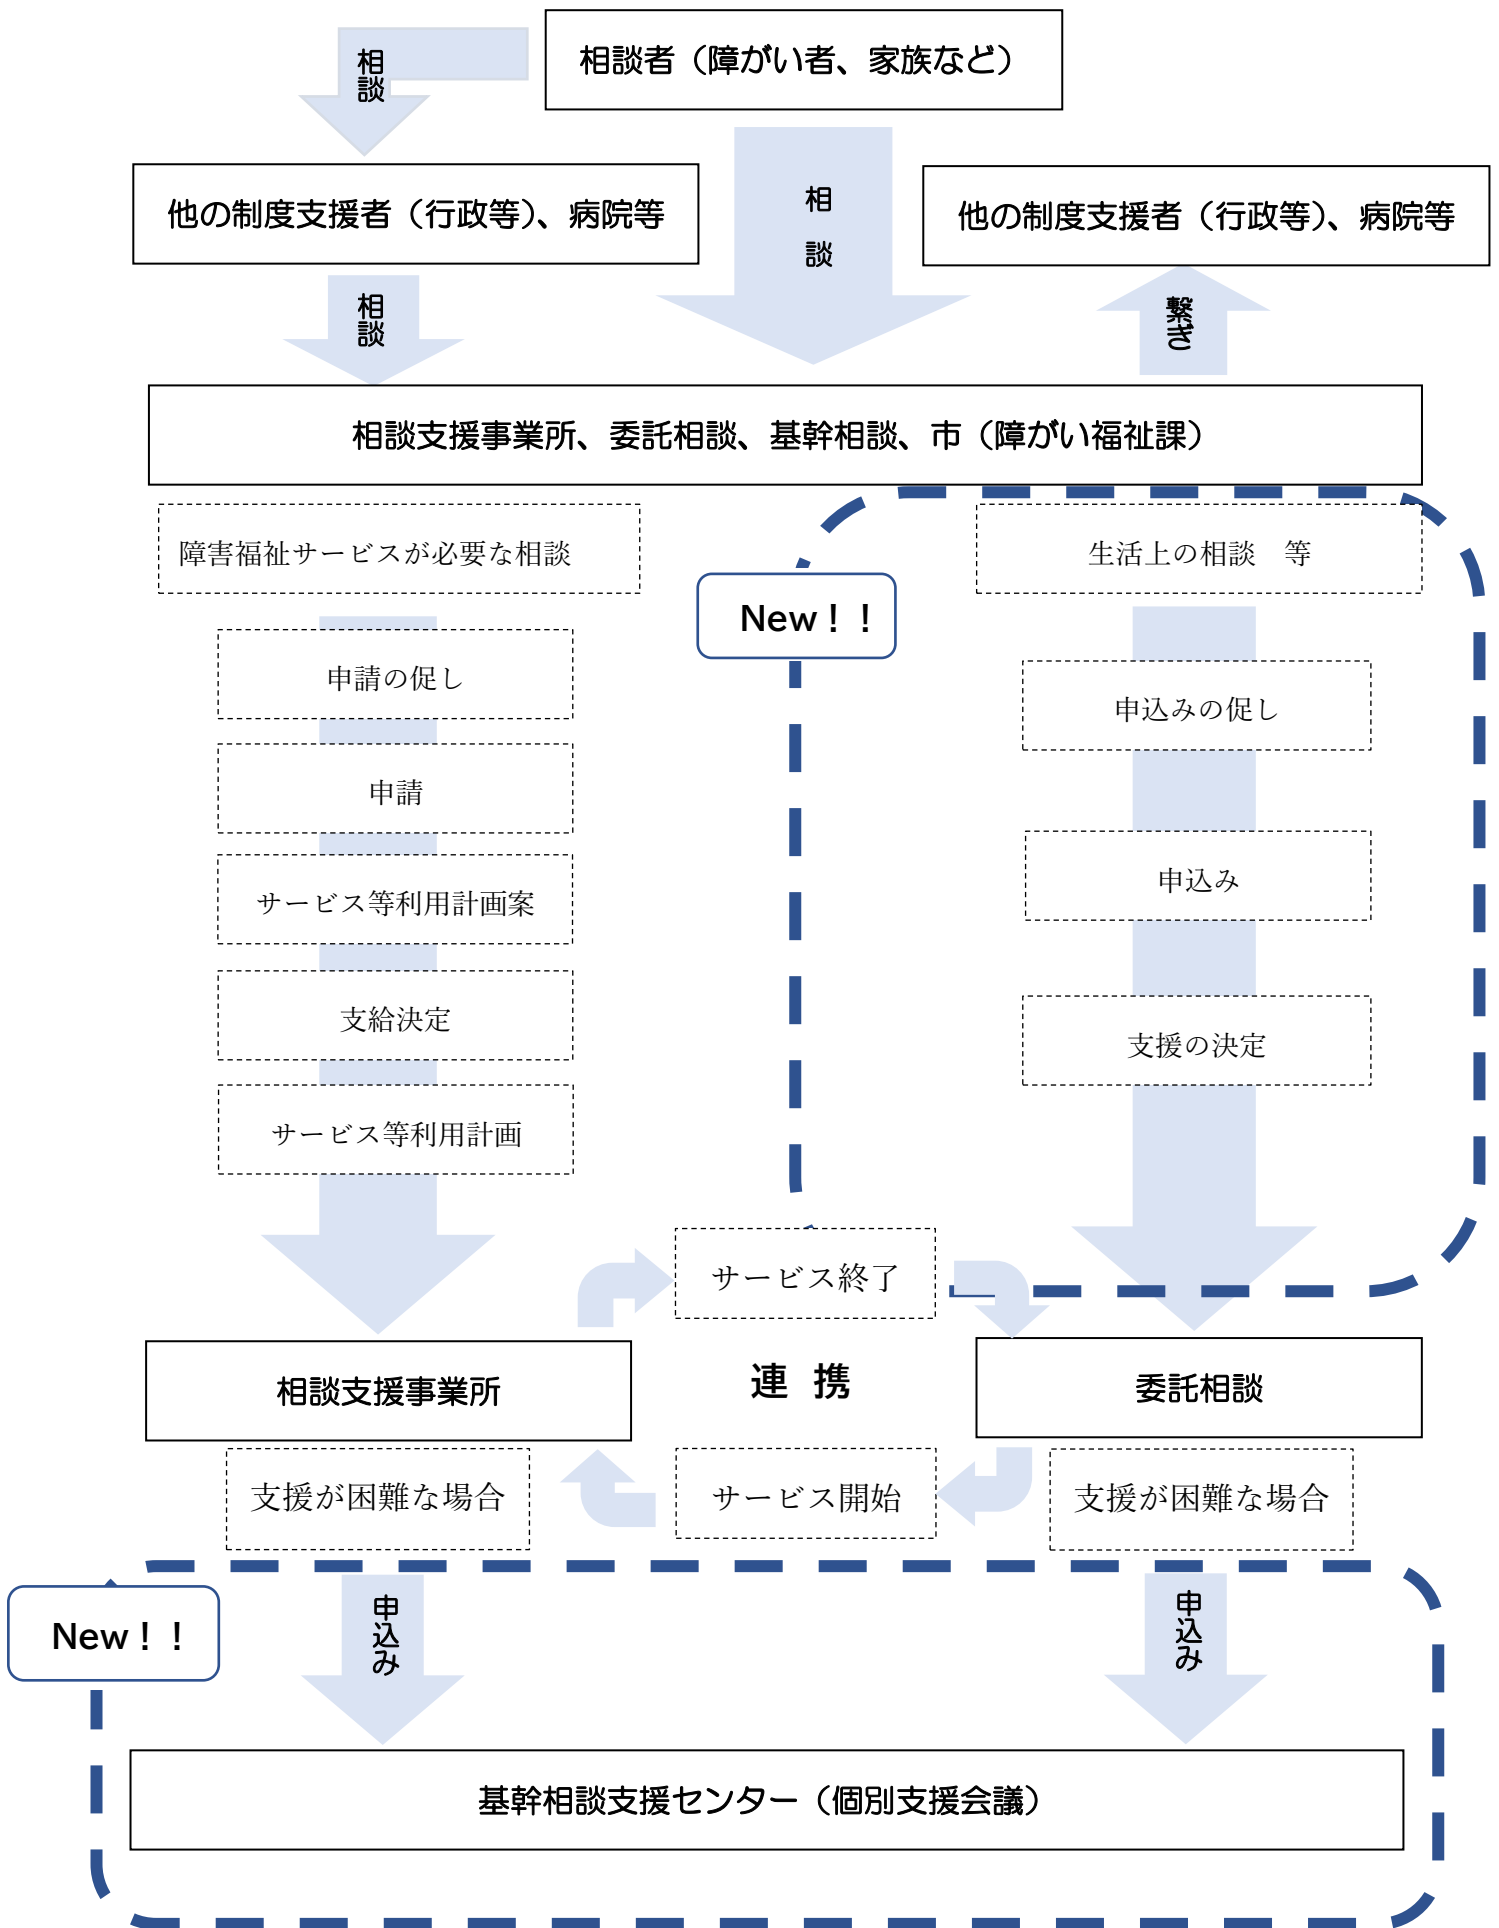 相談者（障がい者、家族など）
相談
他の制度支援者（行政等）、病院等
相談
他の制度支援者（行政等）、病院等
相談
繋ぎ
相談支援事業所、委託相談、基幹相談、市（障がい福祉課）
障害福祉サービスが必要な相談
生活上の相談　等
New！！
申請の促し
申込みの促し
申請
申込み
サービス等利用計画案
支給決定
支援の決定
サービス等利用計画
サービス終了
相談支援事業所
連 携
委託相談
支援が困難な場合
サービス開始
支援が困難な場合
New！！
申込み
申込み
基幹相談支援センター（個別支援会議）